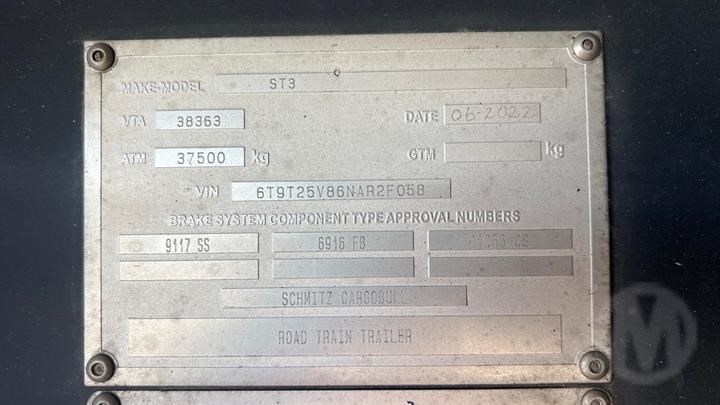 MAKE-MODEL ST3
VTA 38363 DATE 06-2022
ATM 37500 kg GTM kg
VIN 6T9T25V86NAR2F058
BRAKE SYSTEM COMPONENT TYPE APPROVAL NUMBERS
9117 SS 6916 FB
SCHMITZ CARGOBULL
ROAD TRAIN TRAILER
M